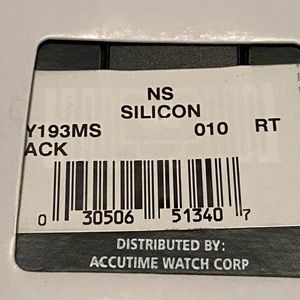 NS
SILICON
Y193MS 010 RT
ACK
0 30506 51340 7
DISTRIBUTED BY:
ACCUTIME WATCH CORP